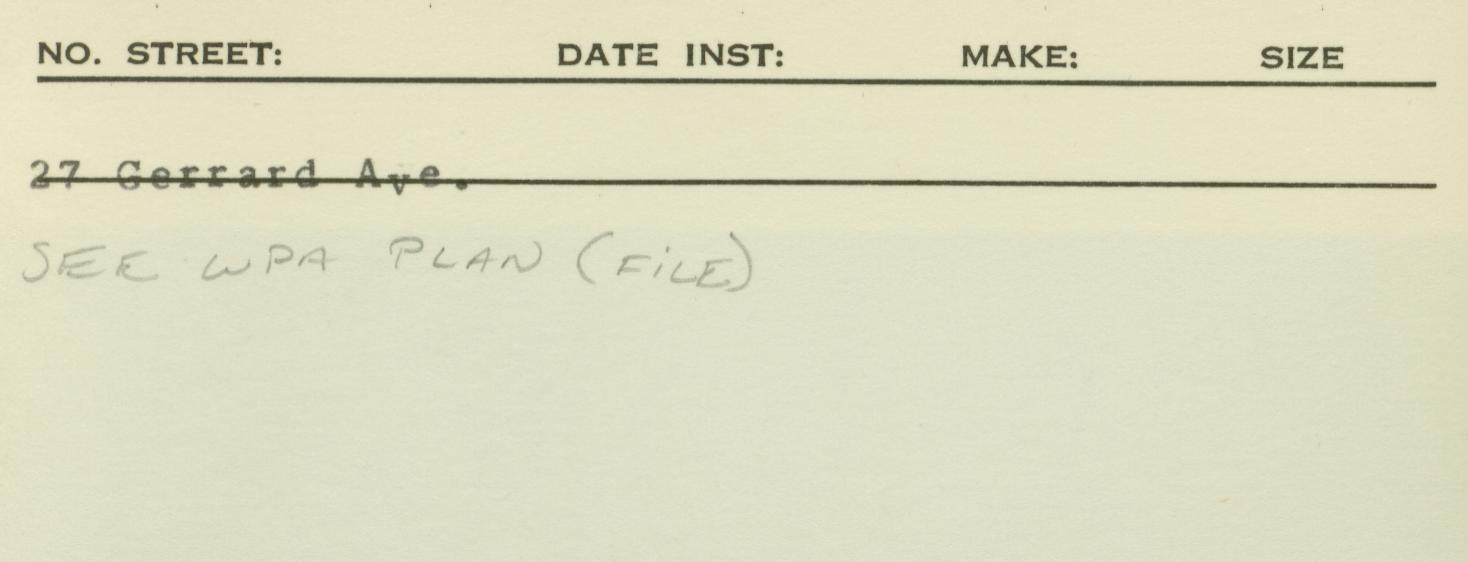 NO. STREET: DATE INST: MAKE: SIZE
27 Gerrard Ave.
SEE WPA PLAN (FILE)